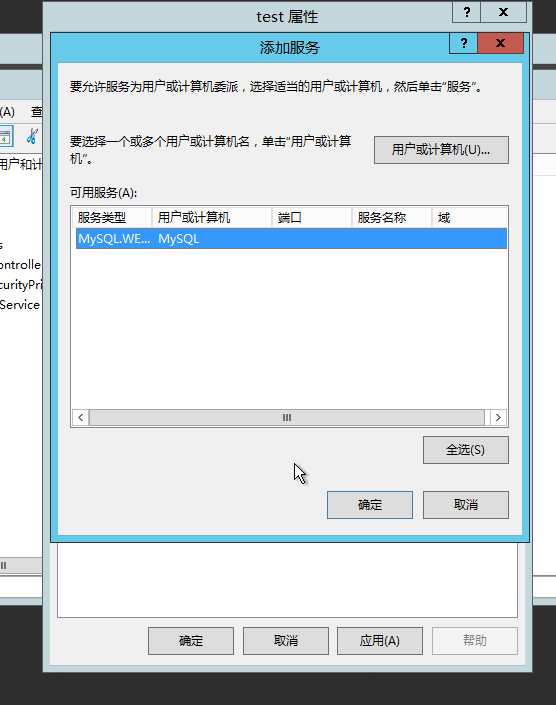 test 属性
添加服务
要允许服务为用户或计算机委派，选择适当的用户或计算机，然后单击“服务”。
(A) 查
要选择一个或多个用户或计算机名，单击“用户或计算
机”。
用户或计算机(U)...
用户和计
可用服务(A):
服务类型 用户或计算机 端口 服务名称 域
MySQL.WE... MySQL
s
ontrolle
curityPri
Service
全选(S)
确定 取消
确定 取消 应用(A) 帮助